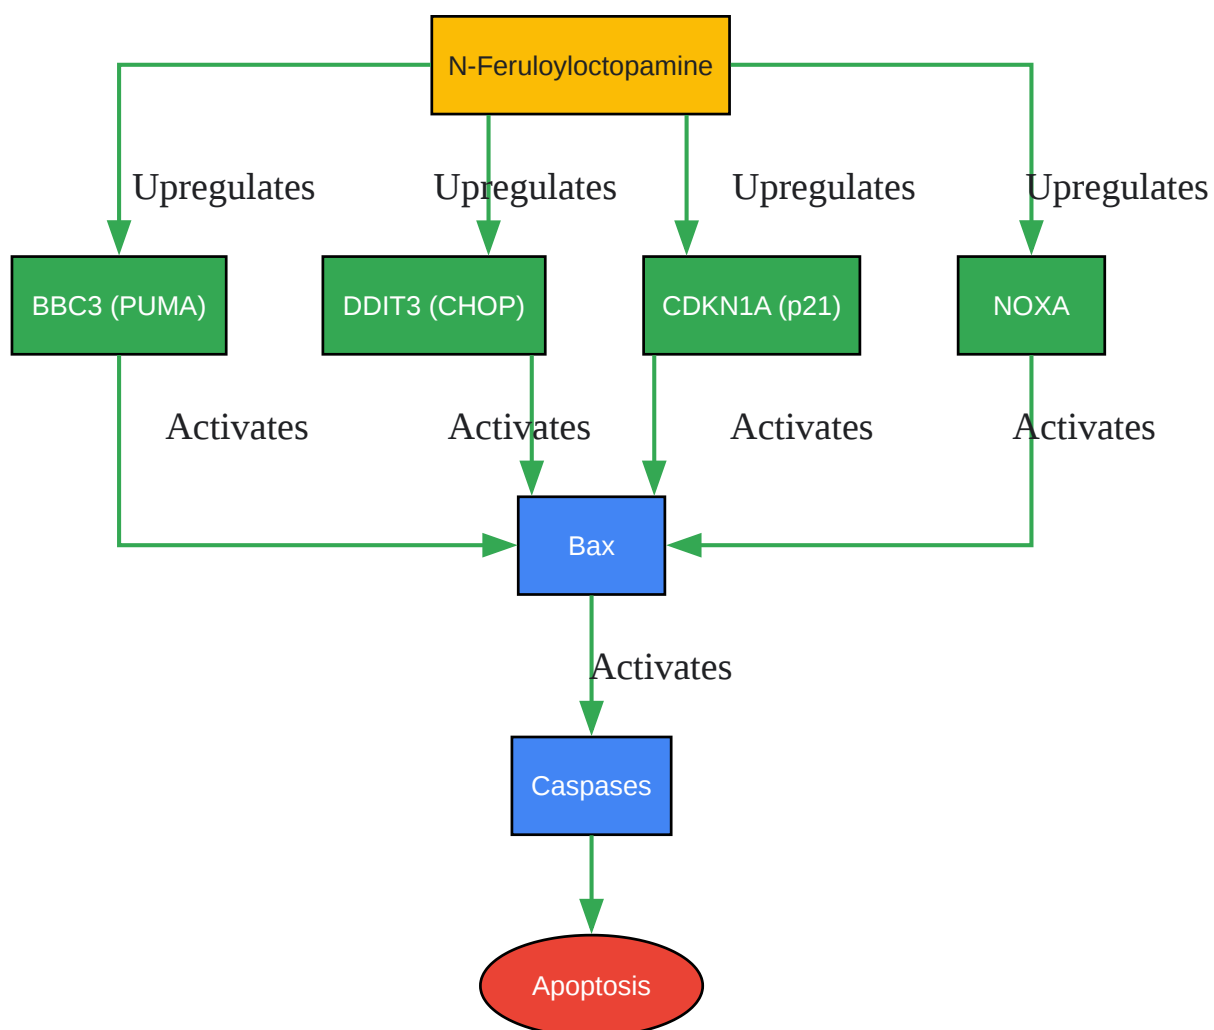 N-Feruloyloctopamine
Upregulates Upregulates Upregulates Upregulates
BBC3 (PUMA) DDIT3 (CHOP) CDKN1A (p21) NOXA
Activates Activates Activates Activates
Bax
Activates
Caspases
Apoptosis